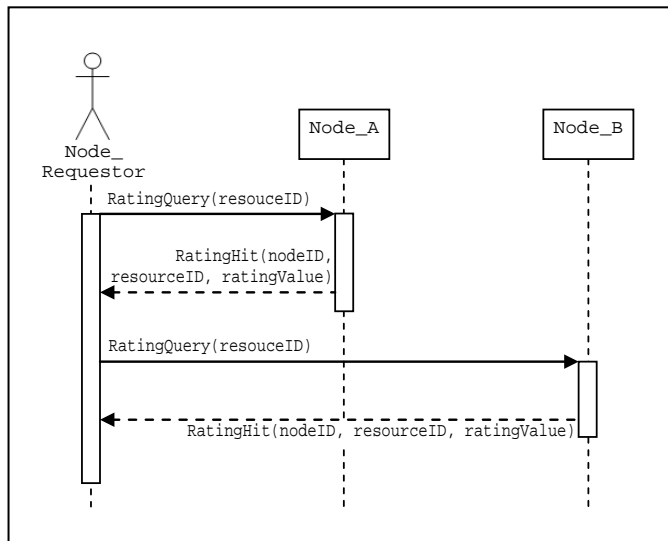 Node_
Requestor
Node_A
Node_B
RatingQuery(resouceID)
RatingHit(nodeID,
resourceID, ratingValue)
RatingQuery(resouceID)
RatingHit(nodeID, resourceID, ratingValue)